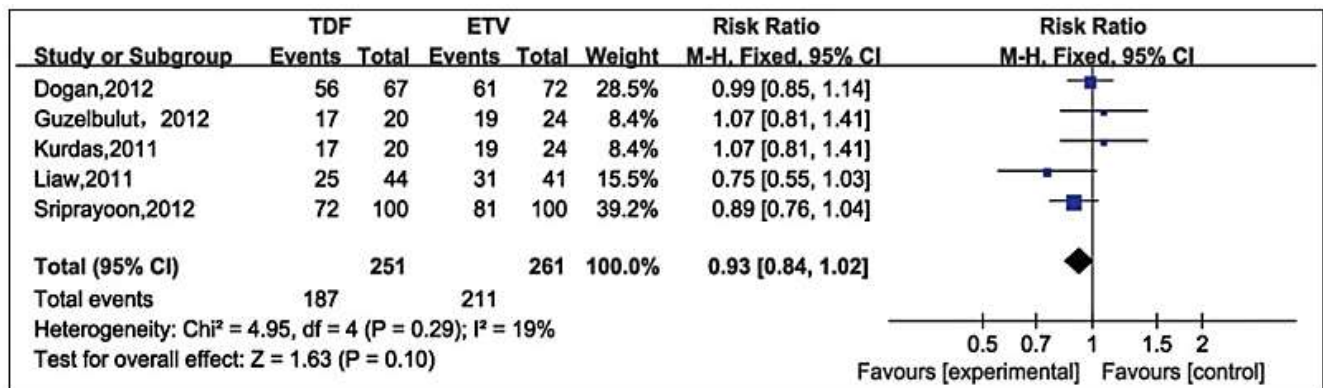 TDF ETV Risk Ratio Risk Ratio
Study or Subgroup Events Total Events Total Weight M-H, Fixed, 95% CI M-H, Fixed, 95% CI
Dogan,2012 56 67 61 72 28.5% 0.99 [0.85, 1.14]
Guzelbulut，2012 17 20 19 24 8.4% 1.07 [0.81, 1.41]
Kurdas,2011 17 20 19 24 8.4% 1.07 [0.81, 1.41]
Liaw,2011 25 44 31 41 15.5% 0.75 [0.55, 1.03]
Sriprayoon,2012 72 100 81 100 39.2% 0.89 [0.76, 1.04]
Total (95% CI) 251 261 100.0% 0.93 [0.84, 1.02]
Total events 187 211
Heterogeneity: Chi² = 4.95, df = 4 (P = 0.29); I² = 19%
Test for overall effect: Z = 1.63 (P = 0.10)
0.5 0.7 1 1.5 2
Favours [experimental] Favours [control]